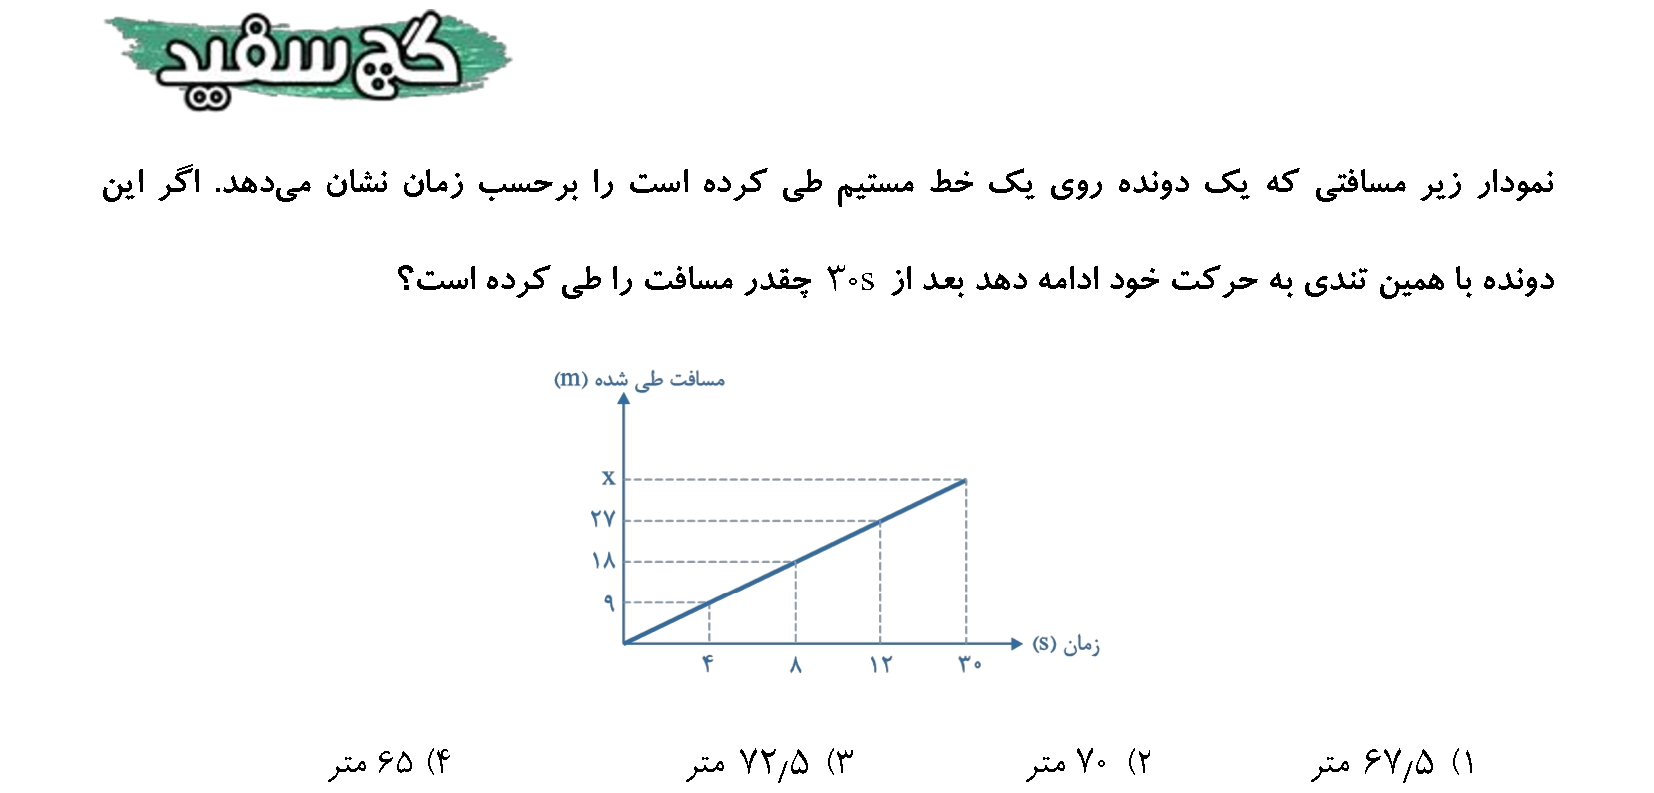 گچ سفید
نمودار زیر مسافتی که یک دونده روی یک خط مستیم طی کرده است را برحسب زمان نشان می‌دهد. اگر این
دونده با همین تندی به حرکت خود ادامه دهد بعد از ۳۰s چقدر مسافت را طی کرده است؟
مسافت طی شده (m)
x
۲۷
۱۸
۹
زمان (s)
۴ ۸ ۱۲ ۳۰
۱) ۶۷٫۵ متر ۲) ۷۰ متر ۳) ۷۲٫۵ متر ۴) ۶۵ متر